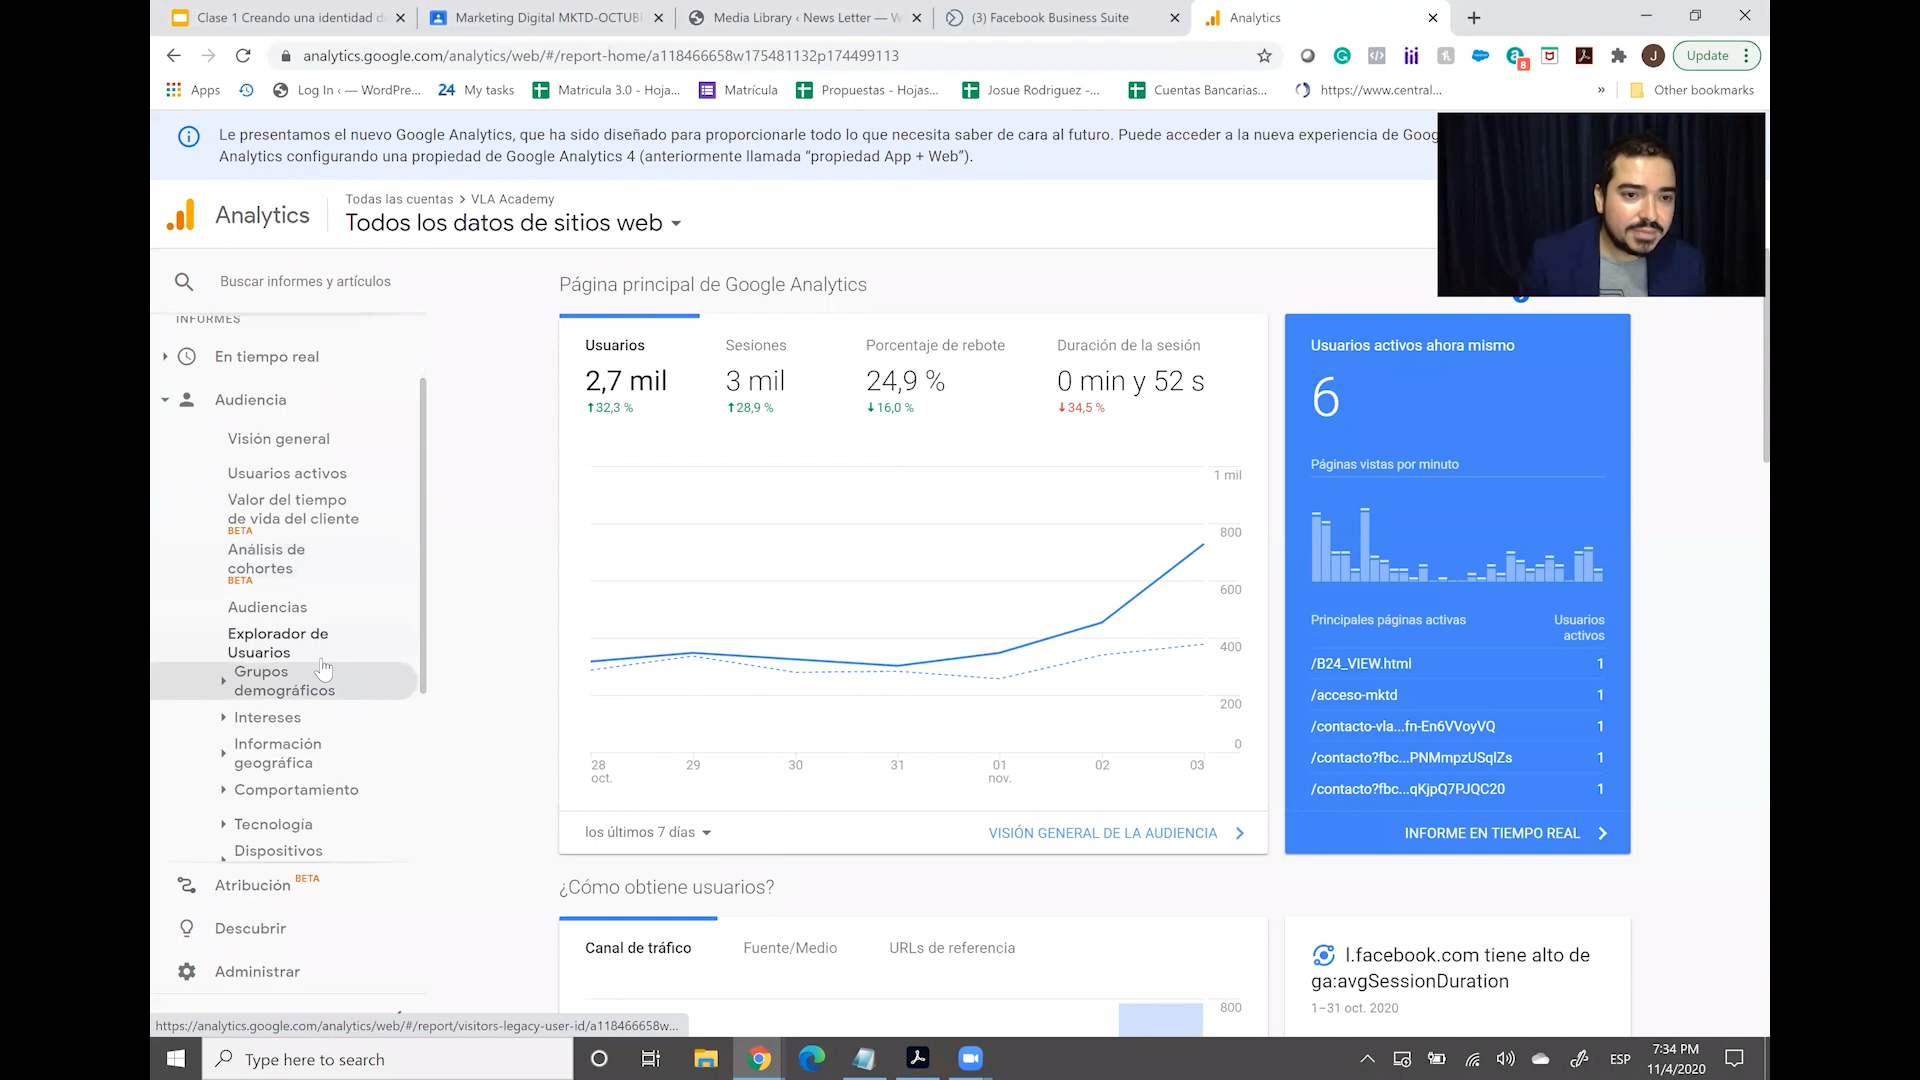 Clase 1 Creando una identidad d
Marketing Digital MKTD-OCTUB
Media Library ‹ News Letter — W
(3) Facebook Business Suite
Analytics
analytics.google.com/analytics/web/#/report-home/a118466658w175481132p174499113
8
J
Update
Apps
Log In ‹ — WordPre...
24
My tasks
Matricula 3.0 - Hoja...
Matrícula
Propuestas - Hojas...
Josue Rodriguez -...
Cuentas Bancarias...
https://www.central...
»
Other bookmarks
Le presentamos el nuevo Google Analytics, que ha sido diseñado para proporcionarle todo lo que necesita saber de cara al futuro. Puede acceder a la nueva experiencia de Goog
Analytics configurando una propiedad de Google Analytics 4 (anteriormente llamada “propiedad App + Web”).
Analytics
Todas las cuentas > VLA Academy
Todos los datos de sitios web
Buscar informes y artículos
INFORMES
En tiempo real
Audiencia
Visión general
Usuarios activos
Valor del tiempo
de vida del cliente
BETA
Análisis de
cohortes
BETA
Audiencias
Explorador de
Usuarios
Grupos
demográficos
Intereses
Información
geográfica
Comportamiento
Tecnología
Dispositivos
Atribución BETA
Descubrir
Administrar
https://analytics.google.com/analytics/web/#/report/visitors-legacy-user-id/a118466658w...
Página principal de Google Analytics
Usuarios
2,7 mil
32,3 %
Sesiones
3 mil
28,9 %
Porcentaje de rebote
24,9 %
16,0 %
Duración de la sesión
0 min y 52 s
34,5 %
1 mil
800
600
400
200
0
28
oct.
29
30
31
01
nov.
02
03
los últimos 7 días
VISIÓN GENERAL DE LA AUDIENCIA
Usuarios activos ahora mismo
6
Páginas vistas por minuto
Principales páginas activas
Usuarios
activos
/B24_VIEW.html 1
/acceso-mktd 1
/contacto-vla...fn-En6VVoyVQ 1
/contacto?fbc...PNMmpzUSqlZs 1
/contacto?fbc...qKjpQ7PJQC20 1
INFORME EN TIEMPO REAL
¿Cómo obtiene usuarios?
Canal de tráfico
Fuente/Medio
URLs de referencia
800
l.facebook.com tiene alto de
ga:avgSessionDuration
1–31 oct. 2020
Type here to search
ESP
7:34 PM
11/4/2020